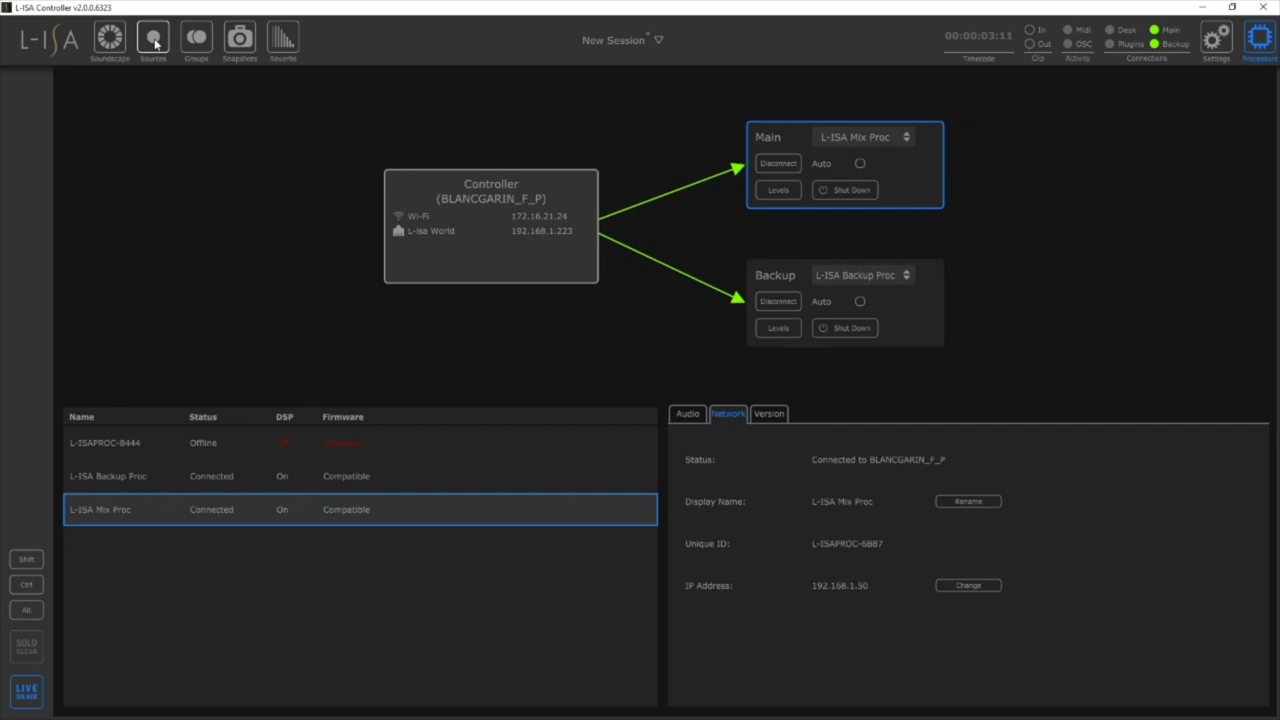 L-ISA Controller v2.0.0.6323
L-ISA
Soundscape
Sources
Groups
Snapshots
Reverbs
New Session*
00:00:03:11
Timecode
In
Out
Clip
Midi
OSC
Activity
Desk
Main
Plugins
Backup
Connections
Settings
Processors
Controller
(BLANCGARIN_F_P)
Wi-Fi 172.16.21.24
L-isa World 192.168.1.223
Main L-ISA Mix Proc
Disconnect Auto
Levels Shut Down
Backup L-ISA Backup Proc
Disconnect Auto
Levels Shut Down
Name Status DSP Firmware
L-ISAPROC-8444 Offline Off Unknown
L-ISA Backup Proc Connected On Compatible
L-ISA Mix Proc Connected On Compatible
Audio Network Version
Status: Connected to BLANCGARIN_F_P
Display Name: L-ISA Mix Proc Rename
Unique ID: L-ISAPROC-6BB7
IP Address: 192.168.1.50 Change
Shift
Ctrl
Alt
SOLO
CLEAR
LIVE
ON AIR